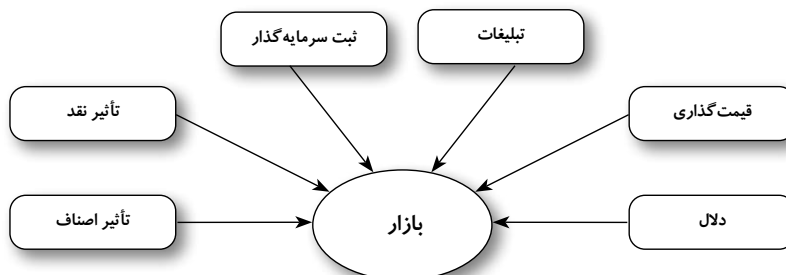 تبلیغات
ثبت سرمایه‌گذار
قیمت‌گذاری
تأثیر نقد
دلال
بازار
تأثیر اصناف